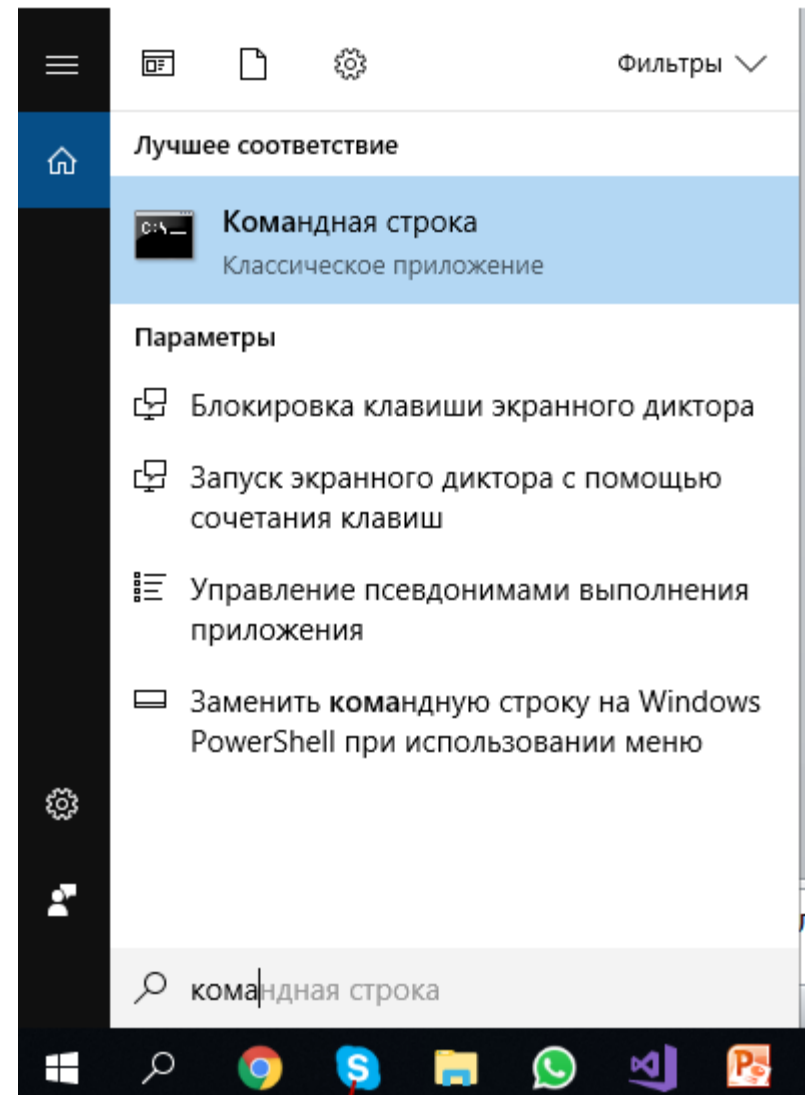 Фильтры
Лучшее соответствие
C:\
Командная строка
Классическое приложение
Параметры
Блокировка клавиши экранного диктора
Запуск экранного диктора с помощью
сочетания клавиш
Управление псевдонимами выполнения
приложения
Заменить командную строку на Windows
PowerShell при использовании меню
командная строка